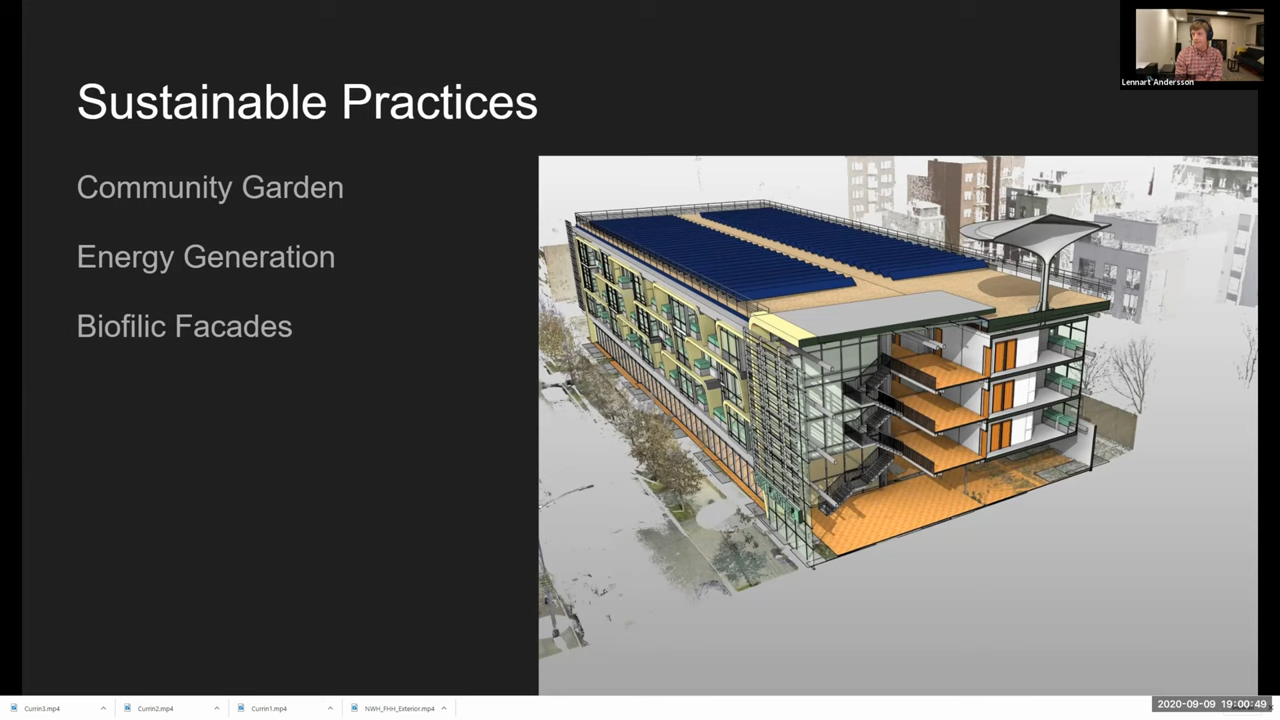 Sustainable Practices
Community Garden
Energy Generation
Biofilic Facades
Lennart Andersson
Currin3.mp4
Currin2.mp4
Currin1.mp4
NWH_FHH_Exterior.mp4
2020-09-09 19:00:49